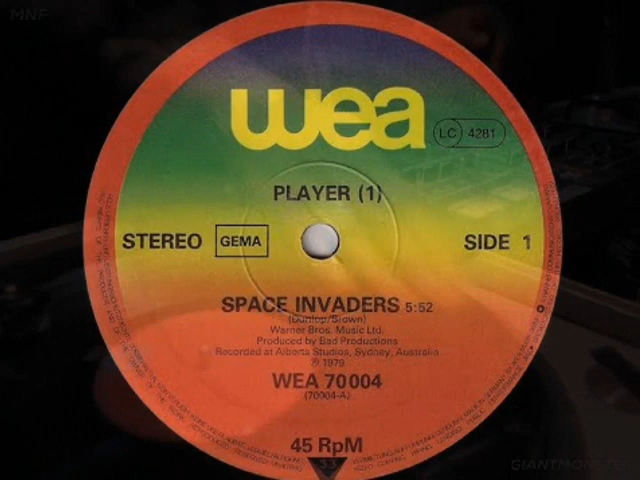 MNF
wea
LC 4281
PLAYER (1)
STEREO GEMA SIDE 1
SPACE INVADERS 5:52
(Dunlop/Brown)
Warner Bros. Music Ltd.
Produced by Bad Productions
Recorded at Alberts Studios, Sydney, Australia
℗ 1979
WEA 70004
(70004-A)
45 RpM
33